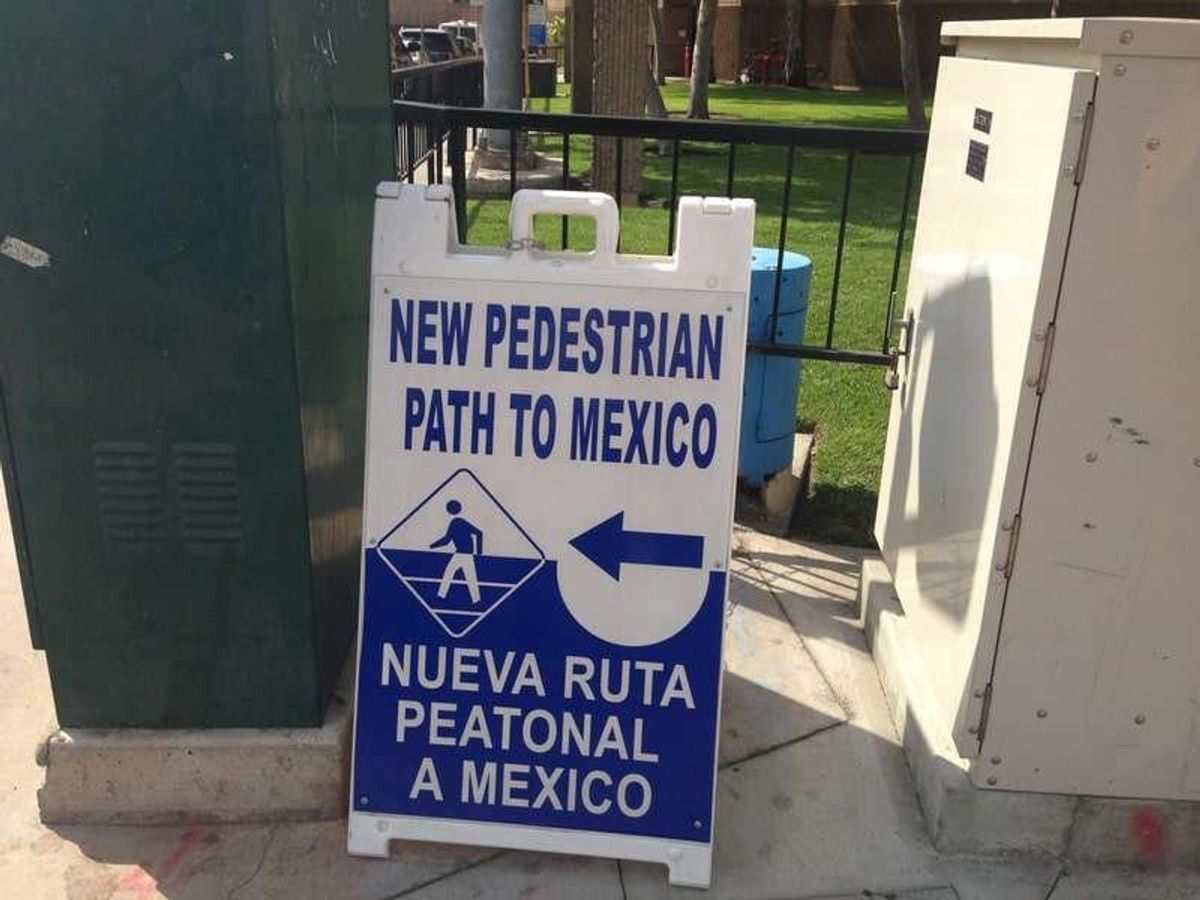 NEW PEDESTRIAN
PATH TO MEXICO
NUEVA RUTA
PEATONAL
A MEXICO